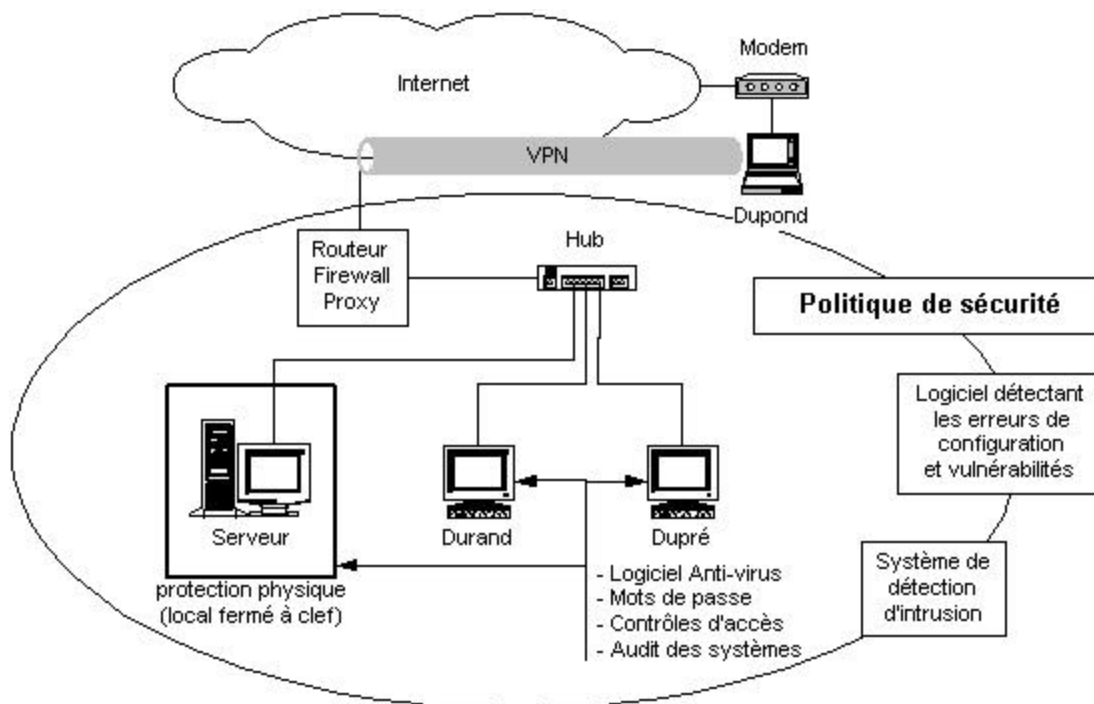 Modem
Internet
VPN
Dupond
Routeur
Firewall
Proxy
Hub
Politique de sécurité
Logiciel détectant
les erreurs de
configuration
et vulnérabilités
Serveur
Durand
Dupré
protection physique
(local fermé à clef)
- Logiciel Anti-virus
- Mots de passe
- Contrôles d'accès
- Audit des systèmes
Système de
détection
d'intrusion